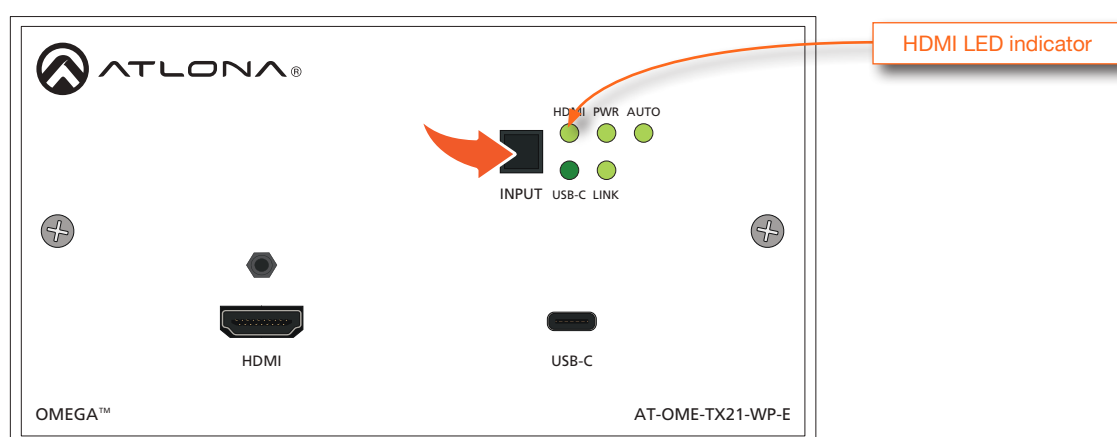 HDMI LED indicator
ATLONA®
HDMI PWR AUTO
INPUT USB-C LINK
HDMI
USB-C
OMEGA™
AT-OME-TX21-WP-E